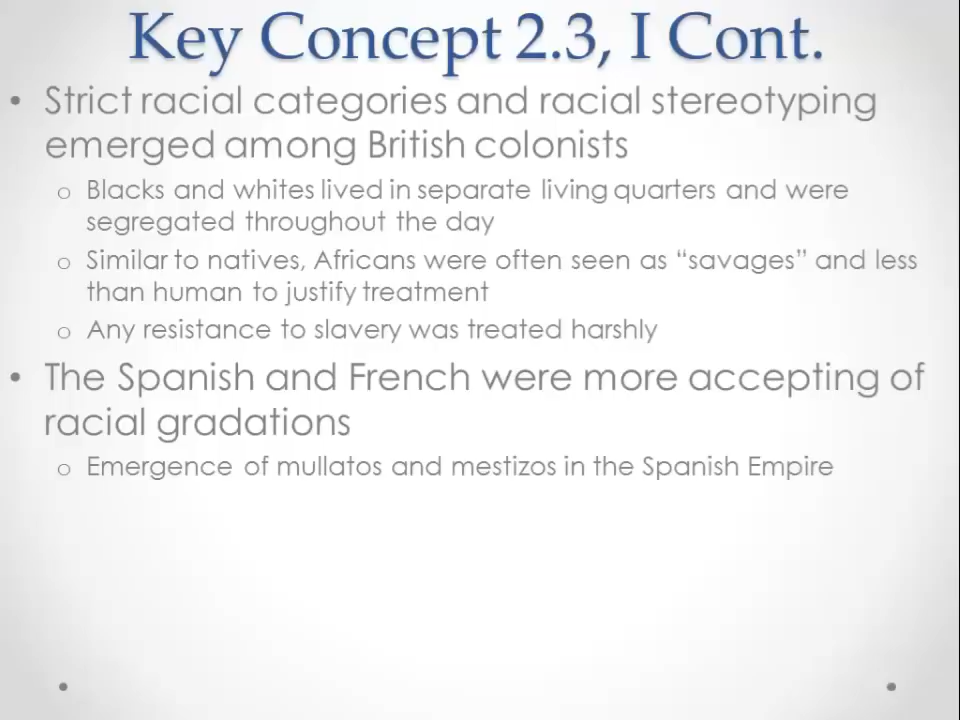 Key Concept 2.3, I Cont.
• Strict racial categories and racial stereotyping
emerged among British colonists
o Blacks and whites lived in separate living quarters and were
segregated throughout the day
o Similar to natives, Africans were often seen as “savages” and less
than human to justify treatment
o Any resistance to slavery was treated harshly
• The Spanish and French were more accepting of
racial gradations
o Emergence of mullatos and mestizos in the Spanish Empire